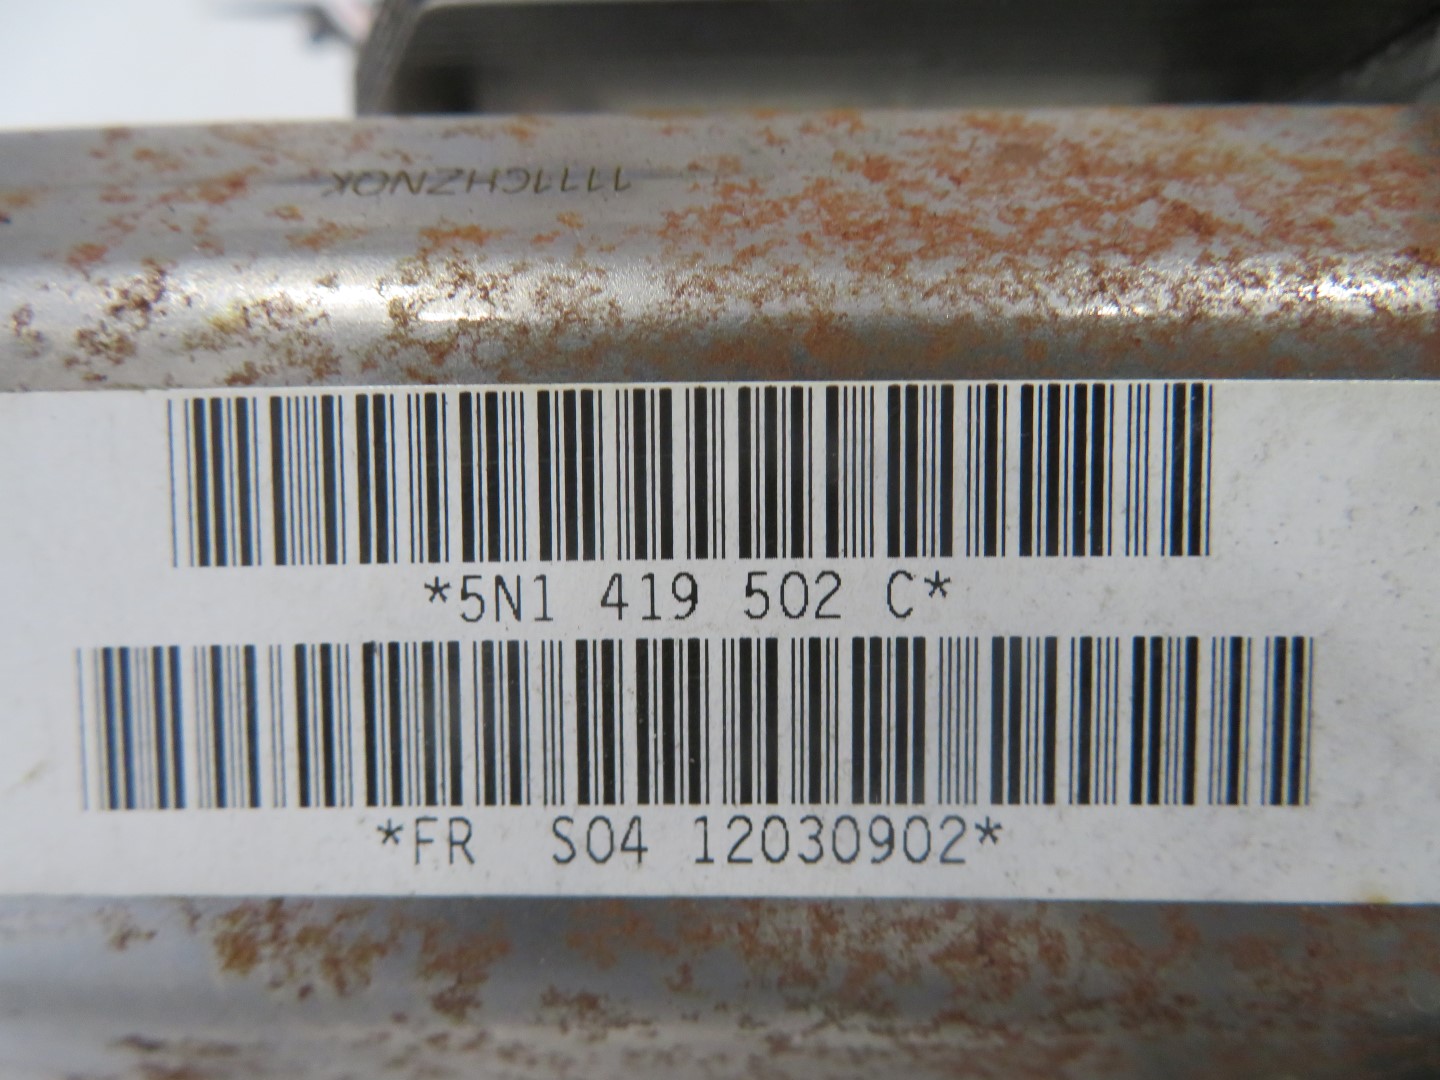 1111CHZNOK
*5N1 419 502 C*
*FR S04 12030902*